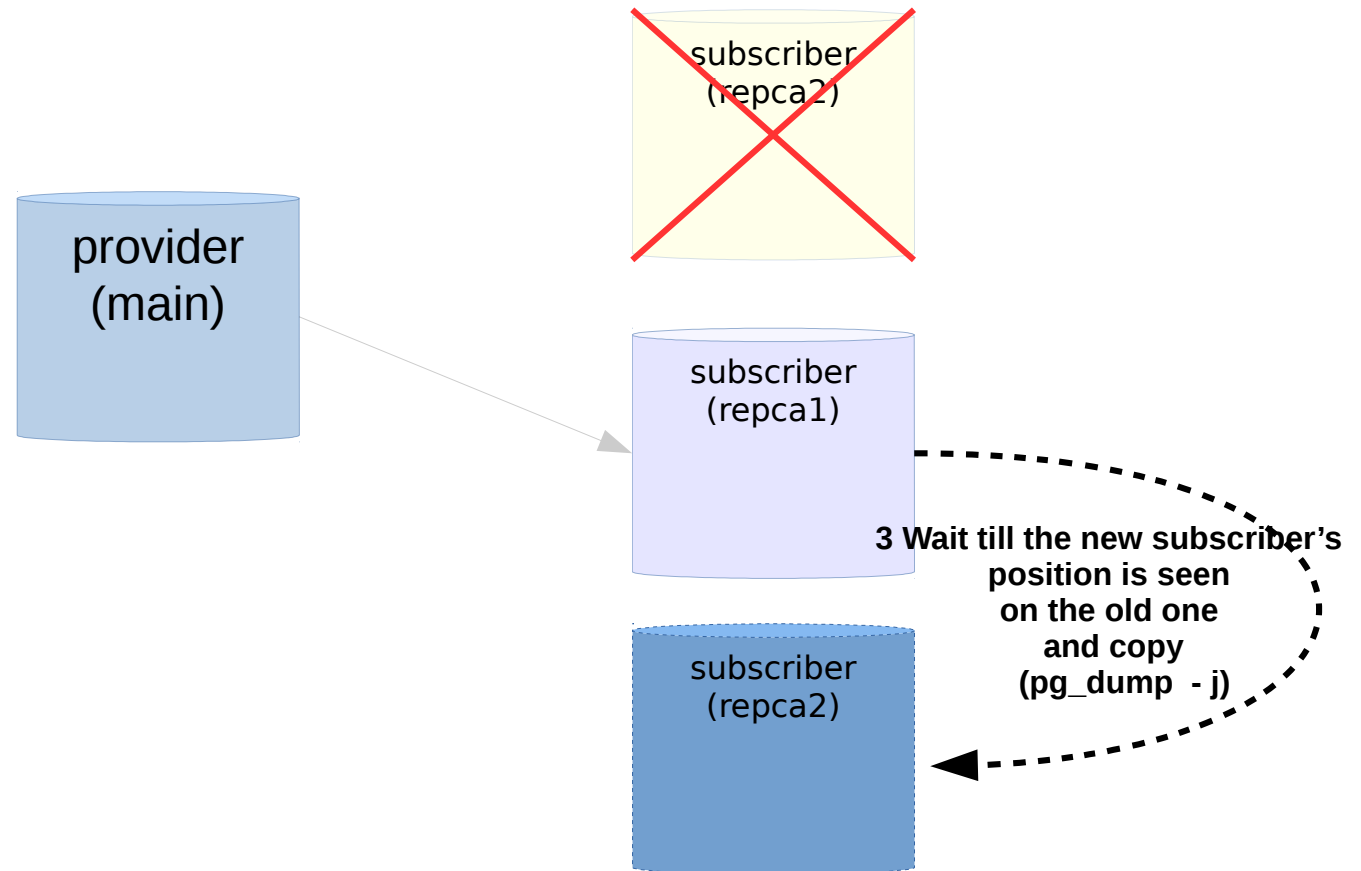 subscriber
(repca2)
provider
(main)
subscriber
(repca1)
3 Wait till the new subscriber’s
position is seen
on the old one
and copy
(pg_dump  - j)
subscriber
(repca2)